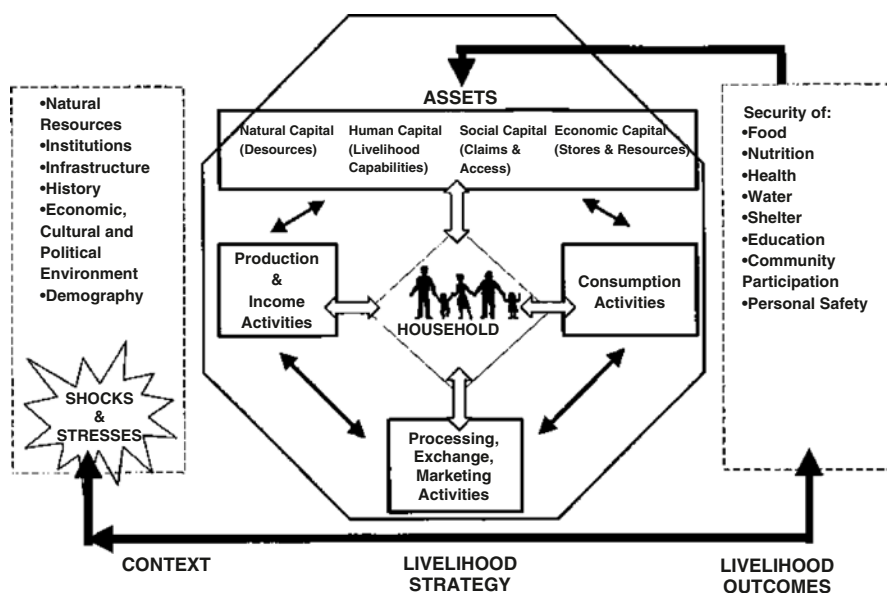 •Natural
Resources
•Institutions
•Infrastructure
•History
•Economic,
Cultural and
Political
Environment
•Demography
SHOCKS
&
STRESSES
CONTEXT
ASSETS
Natural Capital
(Desources)
Human Capital
(Livelihood
Capabilities)
Social Capital
(Claims &
Access)
Economic Capital
(Stores & Resources)
Production
&
Income
Activities
HOUSEHOLD
Consumption
Activities
Processing,
Exchange,
Marketing
Activities
LIVELIHOOD
STRATEGY
Security of:
•Food
•Nutrition
•Health
•Water
•Shelter
•Education
•Community
Participation
•Personal Safety
LIVELIHOOD
OUTCOMES